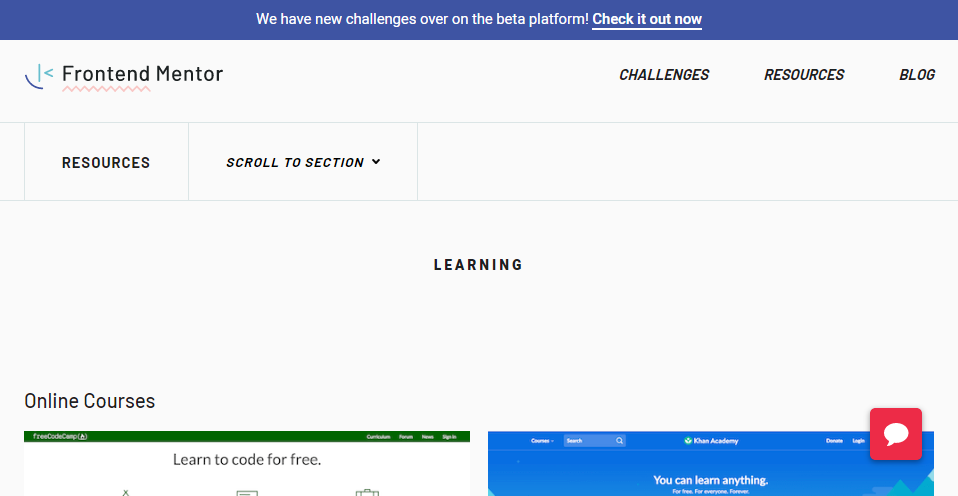 We have new challenges over on the beta platform! Check it out now
Frontend Mentor
CHALLENGES RESOURCES BLOG
RESOURCES SCROLL TO SECTION
LEARNING
Online Courses
freeCodeCamp Curriculum Forum News Sign in
Learn to code for free.
Courses Search Khan Academy Donate Login
You can learn anything.
For free. For everyone. Forever.